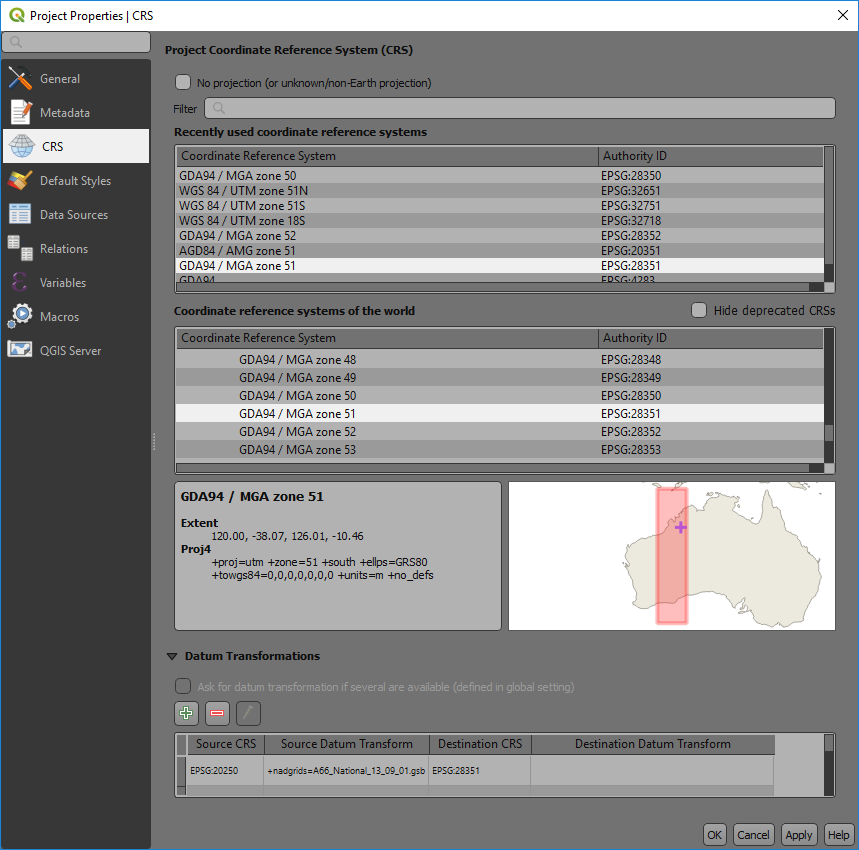 Project Properties | CRS
Project Coordinate Reference System (CRS)
General
Metadata
CRS
Default Styles
Data Sources
Relations
Variables
Macros
QGIS Server
No projection (or unknown/non-Earth projection)
Filter
Recently used coordinate reference systems
Coordinate Reference System Authority ID
GDA94 / MGA zone 50 EPSG:28350
WGS 84 / UTM zone 51N EPSG:32651
WGS 84 / UTM zone 51S EPSG:32751
WGS 84 / UTM zone 18S EPSG:32718
GDA94 / MGA zone 52 EPSG:28352
AGD84 / AMG zone 51 EPSG:20351
GDA94 / MGA zone 51 EPSG:28351
GDA94 EPSG:4283
Coordinate reference systems of the world Hide deprecated CRSs
Coordinate Reference System Authority ID
GDA94 / MGA zone 48 EPSG:28348
GDA94 / MGA zone 49 EPSG:28349
GDA94 / MGA zone 50 EPSG:28350
GDA94 / MGA zone 51 EPSG:28351
GDA94 / MGA zone 52 EPSG:28352
GDA94 / MGA zone 53 EPSG:28353
GDA94 / MGA zone 51
Extent
120.00, -38.07, 126.01, -10.46
Proj4
+proj=utm +zone=51 +south +ellps=GRS80
+towgs84=0,0,0,0,0,0,0 +units=m +no_defs
Datum Transformations
Ask for datum transformation if several are available (defined in global setting)
Source CRS Source Datum Transform Destination CRS Destination Datum Transform
EPSG:20250 +nadgrids=A66_National_13_09_01.gsb EPSG:28351
OK Cancel Apply Help